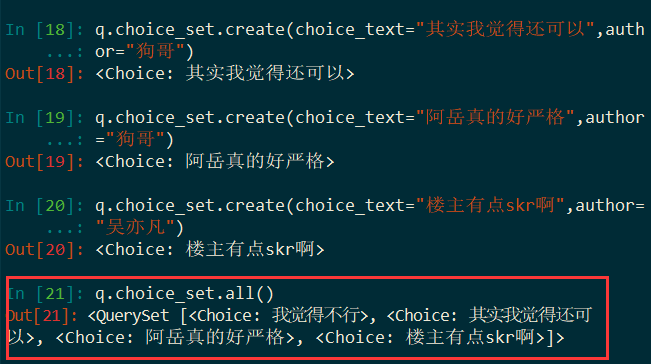 In [18]: q.choice_set.create(choice_text="其实我觉得还可以",auth
    ...: or="狗哥")
Out[18]: <Choice: 其实我觉得还可以>
In [19]: q.choice_set.create(choice_text="阿岳真的好严格",author
    ...: ="狗哥")
Out[19]: <Choice: 阿岳真的好严格>
In [20]: q.choice_set.create(choice_text="楼主有点skr啊",author=
    ...: "吴亦凡")
Out[20]: <Choice: 楼主有点skr啊>
In [21]: q.choice_set.all()
Out[21]: <QuerySet [<Choice: 我觉得不行>, <Choice: 其实我觉得还可
以>, <Choice: 阿岳真的好严格>, <Choice: 楼主有点skr啊>]>